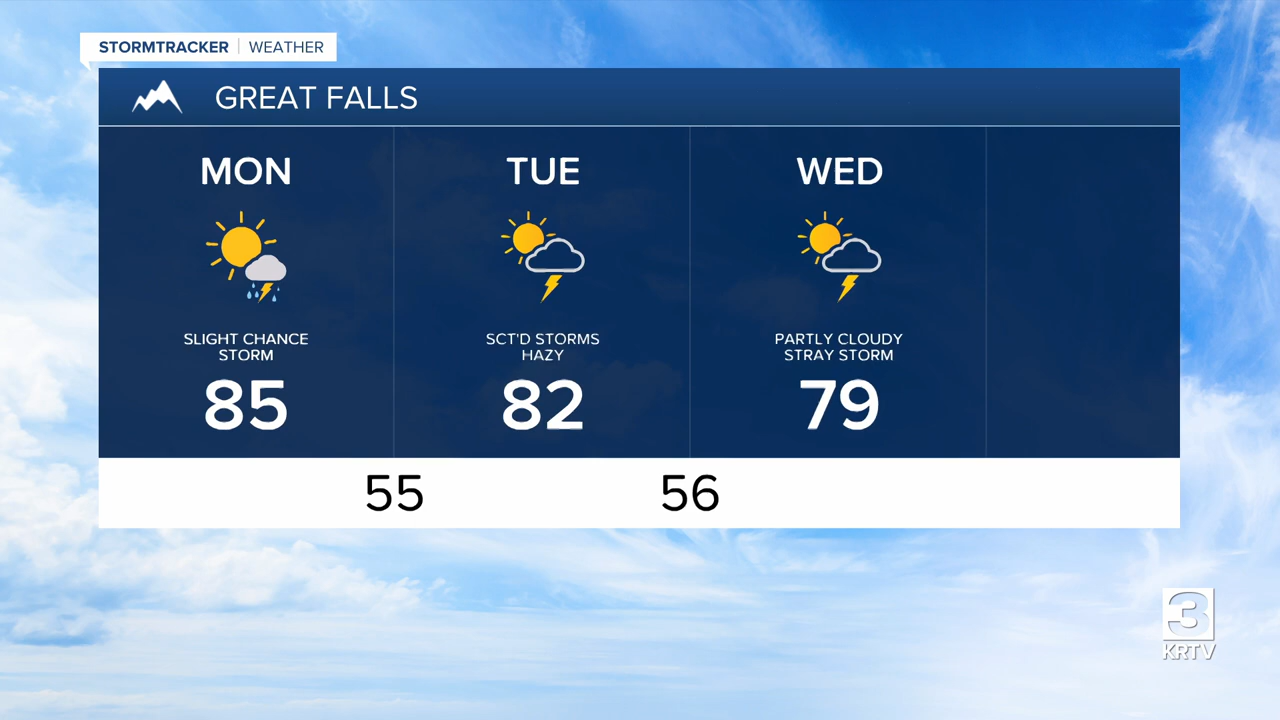 STORMTRACKER | WEATHER
GREAT FALLS
MON
TUE
WED
SLIGHT CHANCE
STORM
SCT'D STORMS
HAZY
PARTLY CLOUDY
STRAY STORM
85
82
79
55
56
3
KRTV